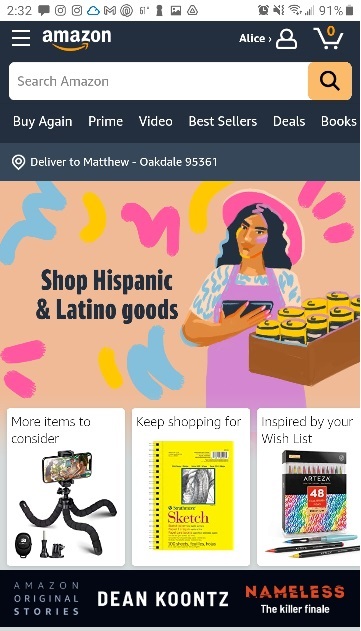 2:32
61°
91%
amazon
Alice ›
0
Search Amazon
Buy Again Prime Video Best Sellers Deals Books
Deliver to Matthew - Oakdale 95361
Shop Hispanic
& Latino goods
More items to
consider
Keep shopping for
Strathmore
Sketch
Inspired by your
Wish List
ARTEZA
48
AMAZON
ORIGINAL
STORIES
DEAN KOONTZ
NAMELESS
The killer finale